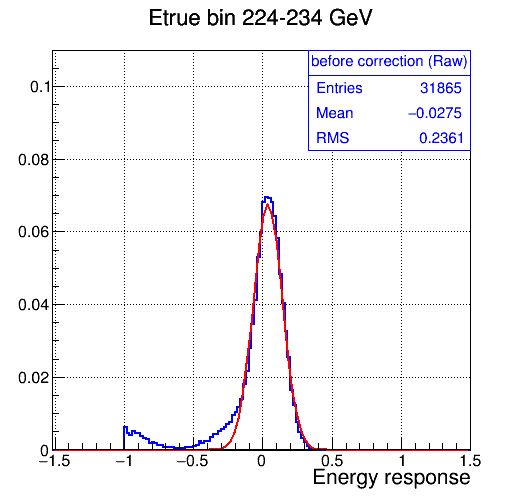 Etrue bin 224-234 GeV
before correction (Raw)
Entries 31865
Mean −0.0275
RMS 0.2361
0.1
0.08
0.06
0.04
0.02
0
−1.5 −1 −0.5 0 0.5 1 1.5
Energy response